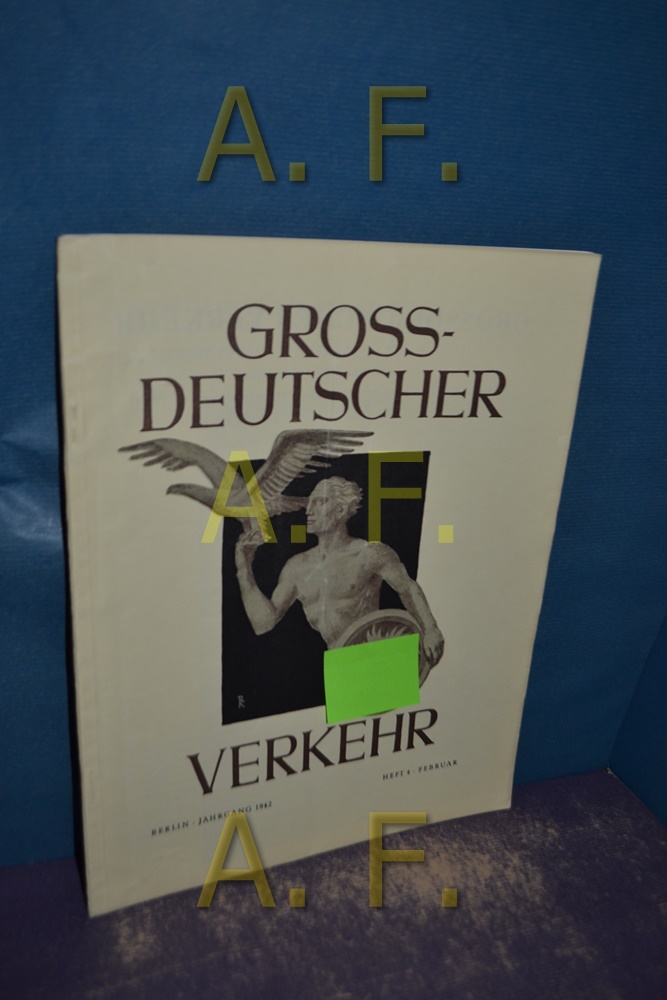 A. F.
GROSS-
DEUTSCHER
A. F.
VERKEHR
HEFT 4 · FEBRUAR
BERLIN · JAHRGANG 1942
A. F.